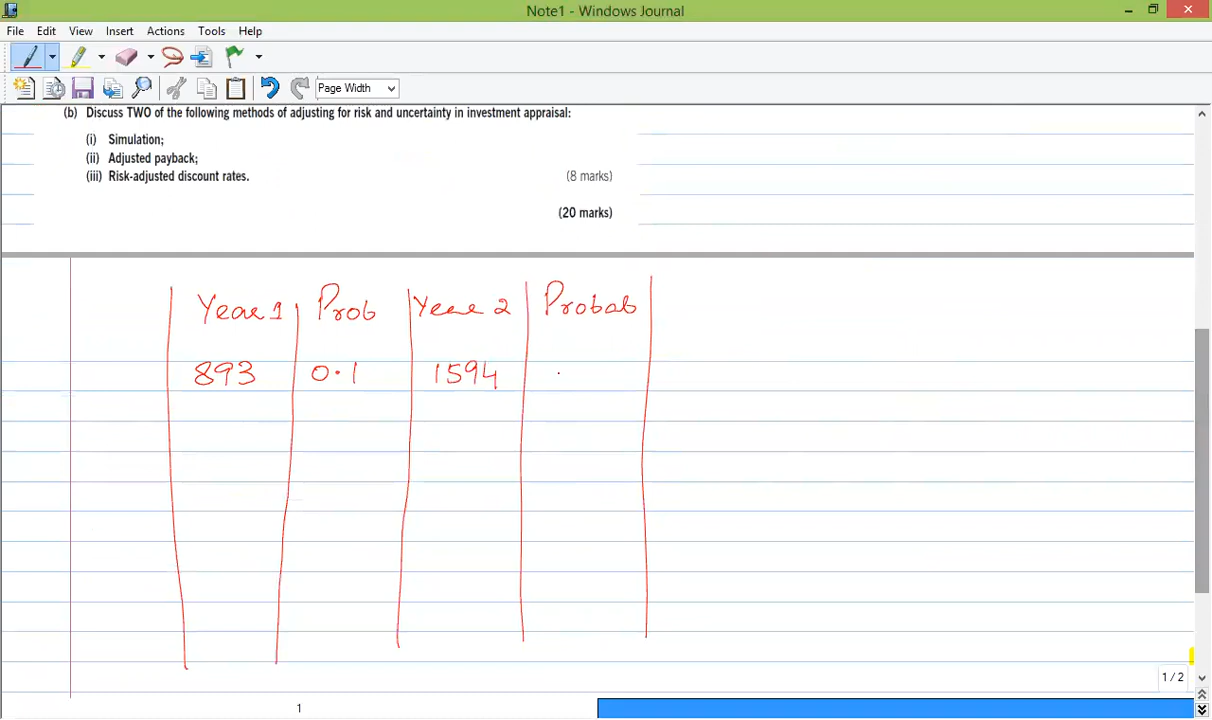 Note1 - Windows Journal
File Edit View Insert Actions Tools Help
Page Width
(b) Discuss TWO of the following methods of adjusting for risk and uncertainty in investment appraisal:
(i) Simulation;
(ii) Adjusted payback;
(iii) Risk-adjusted discount rates. (8 marks)
(20 marks)
Year 1 Prob Year 2 Probab
893 0.1 1594 .
1 / 2
1